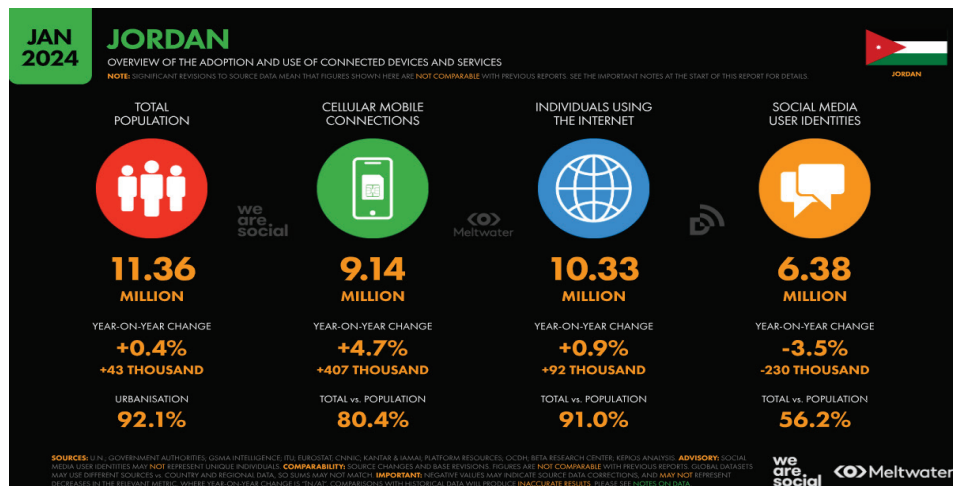 JAN
2024
JORDAN
OVERVIEW OF THE ADOPTION AND USE OF CONNECTED DEVICES AND SERVICES
NOTE: SIGNIFICANT REVISIONS TO SOURCE DATA MEAN THAT FIGURES SHOWN HERE ARE NOT COMPARABLE WITH PREVIOUS REPORTS. SEE THE IMPORTANT NOTES AT THE START OF THIS REPORT FOR DETAILS.
JORDAN
TOTAL
POPULATION
11.36
MILLION
YEAR-ON-YEAR CHANGE
+0.4%
+43 THOUSAND
URBANISATION
92.1%
we
are
social
CELLULAR MOBILE
CONNECTIONS
9.14
MILLION
YEAR-ON-YEAR CHANGE
+4.7%
+407 THOUSAND
TOTAL vs. POPULATION
80.4%
Meltwater
INDIVIDUALS USING
THE INTERNET
10.33
MILLION
YEAR-ON-YEAR CHANGE
+0.9%
+92 THOUSAND
TOTAL vs. POPULATION
91.0%
SOCIAL MEDIA
USER IDENTITIES
6.38
MILLION
YEAR-ON-YEAR CHANGE
-3.5%
-230 THOUSAND
TOTAL vs. POPULATION
56.2%
SOURCES: U.N.; GOVERNMENT AUTHORITIES; GSMA INTELLIGENCE; ITU; EUROSTAT; CNNIC; KANTAR & IAMAI; PLATFORM RESOURCES; OCDH; BETA RESEARCH CENTER; KEPIOS ANALYSIS. ADVISORY: SOCIAL
MEDIA USER IDENTITIES MAY NOT REPRESENT UNIQUE INDIVIDUALS. COMPARABILITY: SOURCE CHANGES AND BASE REVISIONS. FIGURES ARE NOT COMPARABLE WITH PREVIOUS REPORTS. GLOBAL DATASETS
MAY USE DIFFERENT SOURCES vs. COUNTRY AND REGIONAL DATA, SO SUMS MAY NOT MATCH. IMPORTANT: NEGATIVE VALUES MAY INDICATE SOURCE DATA CORRECTIONS, AND MAY NOT REPRESENT
DECREASES IN THE RELEVANT METRIC. WHERE YEAR-ON-YEAR CHANGE IS COMPARISONS WITH HISTORICAL DATA WILL PRODUCE INACCURATE RESULTS. PLEASE SEE NOTES ON DATA.
we
are.
social
Meltwater